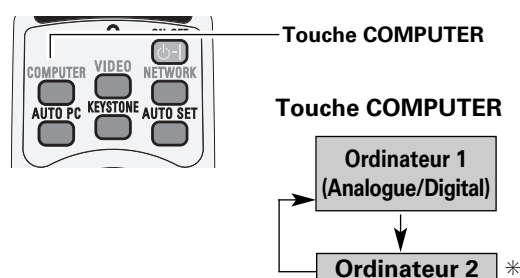 ON-OFF
Touche COMPUTER
COMPUTER
VIDEO
NETWORK
AUTO PC
KEYSTONE
AUTO SET
Touche COMPUTER
Ordinateur 1
(Analogue/Digital)
Ordinateur 2 ✳